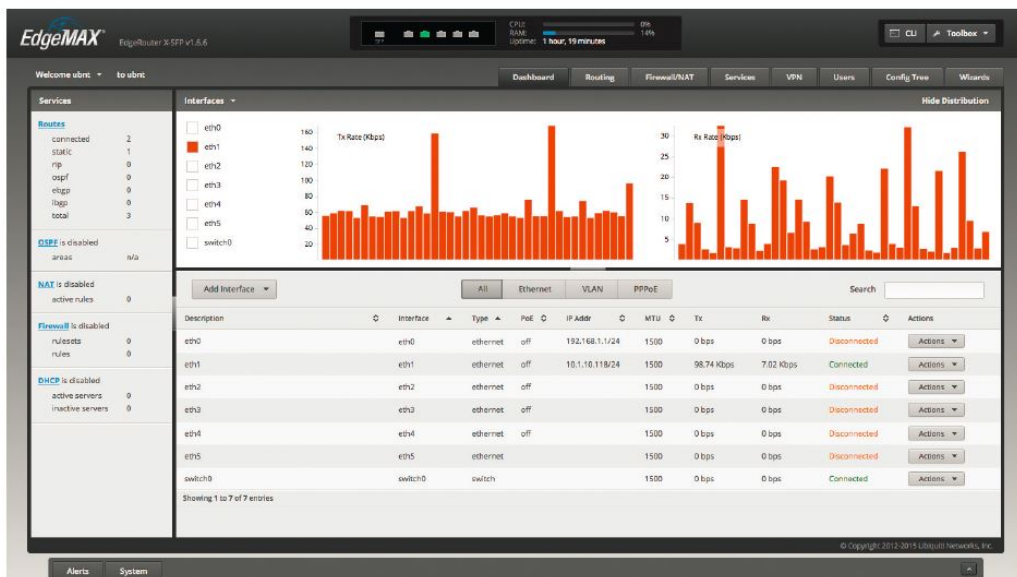 EdgeMAX
EdgeRouter X-SFP v1.6.6
SFP
CPU: 0%
RAM: 14%
Uptime: 1 hour, 19 minutes
CLI
Toolbox
Welcome ubnt to ubnt
Dashboard Routing Firewall/NAT Services VPN Users Config Tree Wizards
Services
Routes
connected 2
static 1
rip 0
ospf 0
ebgp 0
ibgp 0
total 3
OSPF is disabled
areas n/a
NAT is disabled
active rules 0
Firewall is disabled
rulesets 0
rules 0
DHCP is disabled
active servers 0
inactive servers 0
Interfaces
Hide Distribution
eth0
eth1
eth2
eth3
eth4
eth5
switch0
Tx Rate (Kbps)
160
140
120
100
80
60
40
20
Rx Rate (Kbps)
30
25
20
15
10
5
Add Interface All Ethernet VLAN PPPoE Search
Description Interface Type PoE IP Addr MTU Tx Rx Status Actions
eth0 eth0 ethernet off 192.168.1.1/24 1500 0 bps 0 bps Disconnected Actions
eth1 eth1 ethernet off 10.1.10.118/24 1500 98.74 Kbps 7.02 Kbps Connected Actions
eth2 eth2 ethernet off 1500 0 bps 0 bps Disconnected Actions
eth3 eth3 ethernet off 1500 0 bps 0 bps Disconnected Actions
eth4 eth4 ethernet off 1500 0 bps 0 bps Disconnected Actions
eth5 eth5 ethernet 1500 0 bps 0 bps Disconnected Actions
switch0 switch0 switch 1500 0 bps 0 bps Connected Actions
Showing 1 to 7 of 7 entries
© Copyright 2012-2015 Ubiquiti Networks, Inc.
Alerts System